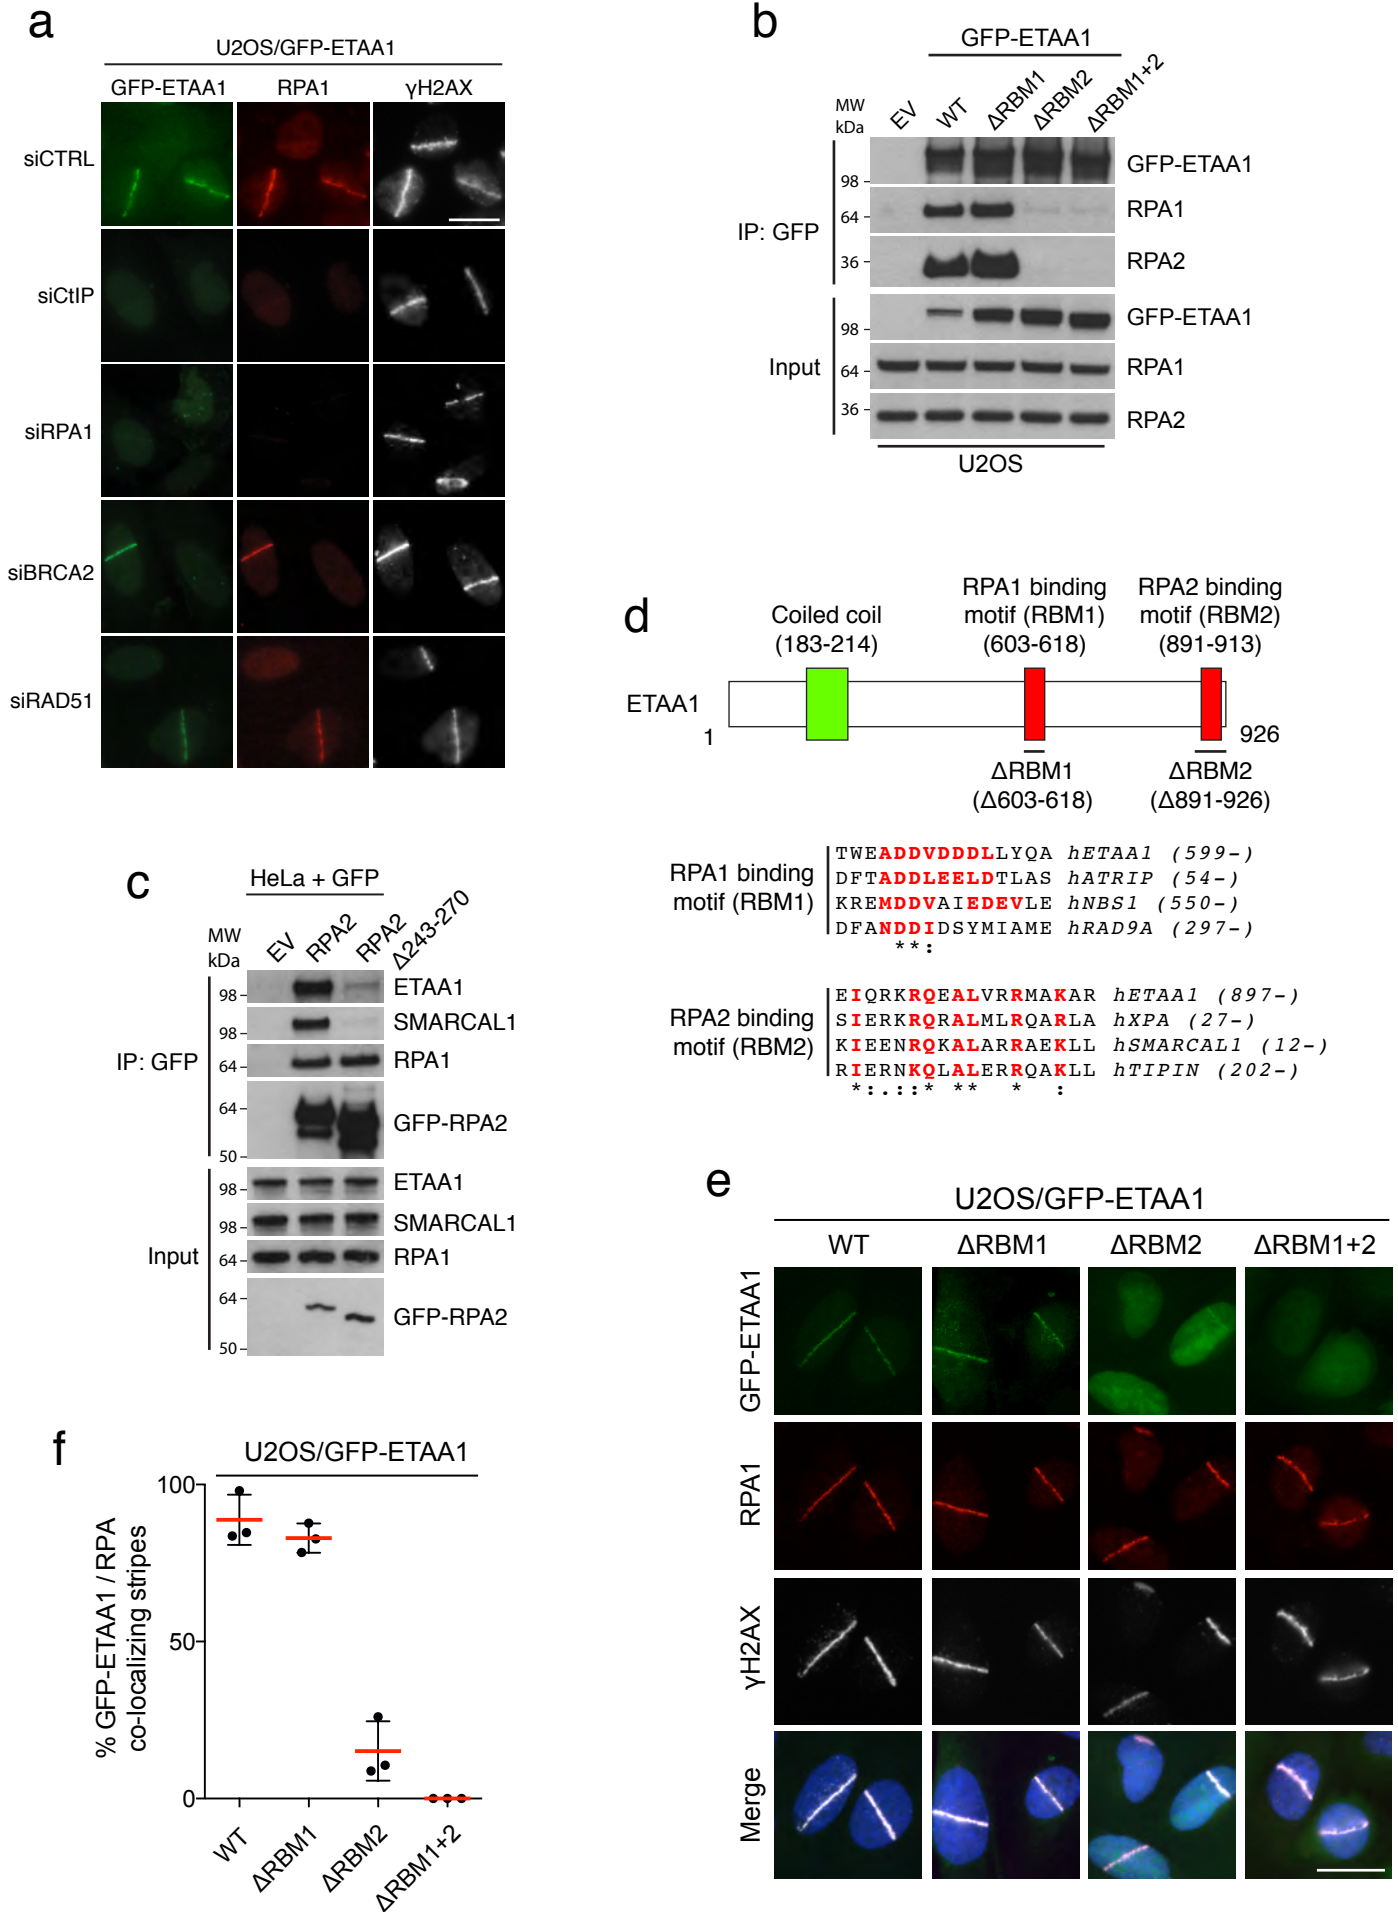 a
U2OS/GFP-ETAA1
GFP-ETAA1 RPA1 γH2AX
siCTRL
siCtIP
siRPA1
siBRCA2
siRAD51
b
GFP-ETAA1
MW
kDa
EV WT ΔRBM1 ΔRBM2 ΔRBM1+2
IP: GFP
98 GFP-ETAA1
64 RPA1
36 RPA2
Input
98 GFP-ETAA1
64 RPA1
36 RPA2
U2OS
c
HeLa + GFP
MW
kDa
EV RPA2 RPA2 Δ243-270
IP: GFP
98 ETAA1
98 SMARCAL1
64 RPA1
64 GFP-RPA2
50
Input
98 ETAA1
98 SMARCAL1
64 RPA1
64 GFP-RPA2
50
d
Coiled coil
(183-214)
RPA1 binding
motif (RBM1)
(603-618)
RPA2 binding
motif (RBM2)
(891-913)
ETAA1
1 926
ΔRBM1
(Δ603-618)
ΔRBM2
(Δ891-926)
RPA1 binding
motif (RBM1)
TWEADDVDDDLLYQA hETAA1 (599-)
DFTADDLEELDTLAS hATRIP (54-)
KREMDDVAIEDEVLE hNBS1 (550-)
DFANDDIDSYMIAME hRAD9A (297-)
**:
RPA2 binding
motif (RBM2)
EIQRKRQEALVRRMAKAR hETAA1 (897-)
SIERKRQRALMLRQARLA hXPA (27-)
KIEENRQKALARRAEKLL hSMARCAL1 (12-)
RIERNKQLALERRQAKLL hTIPIN (202-)
*:.::* ** * :
e
U2OS/GFP-ETAA1
WT ΔRBM1 ΔRBM2 ΔRBM1+2
GFP-ETAA1
RPA1
γH2AX
Merge
f
U2OS/GFP-ETAA1
% GFP-ETAA1 / RPA
co-localizing stripes
100
50
0
WT ΔRBM1 ΔRBM2 ΔRBM1+2